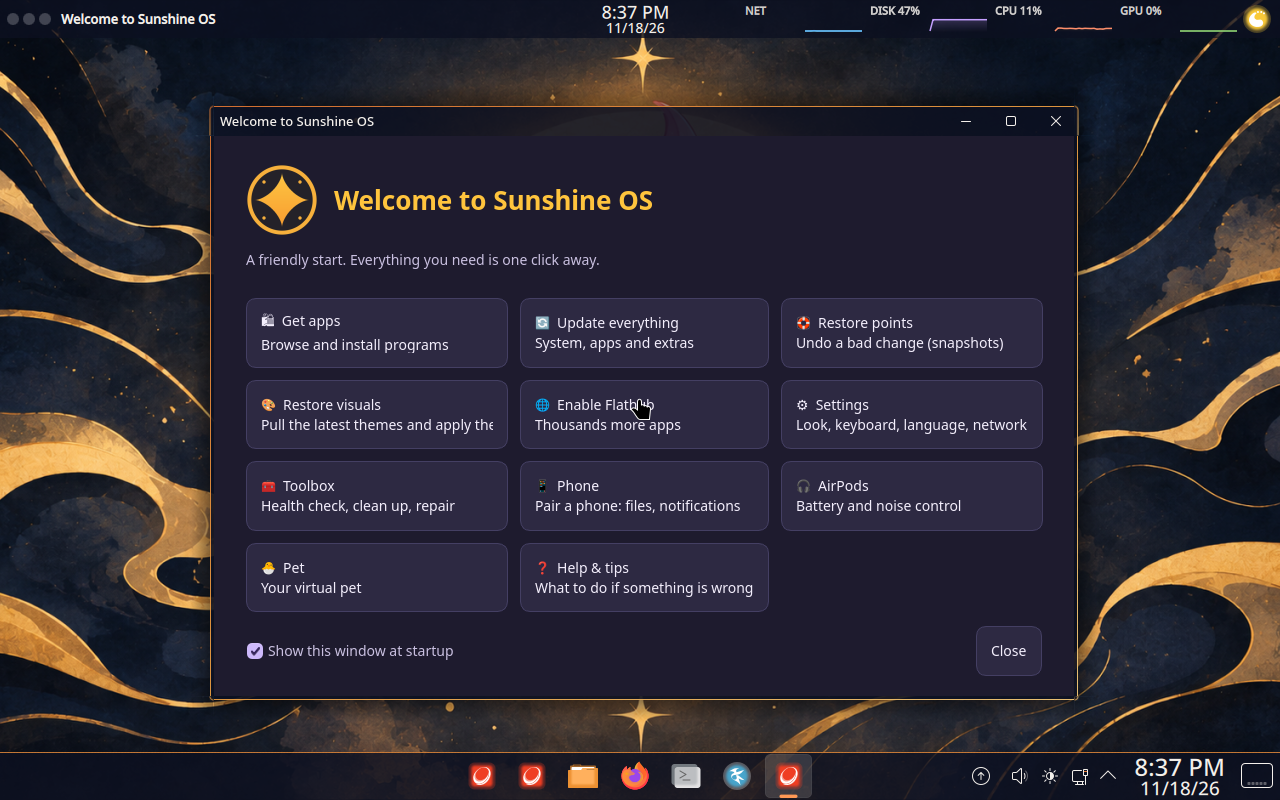 Welcome to Sunshine OS
8:37 PM
11/18/26
NET
DISK 47%
CPU 11%
GPU 0%
Welcome to Sunshine OS
Welcome to Sunshine OS
A friendly start. Everything you need is one click away.
Get apps
Browse and install programs
Update everything
System, apps and extras
Restore points
Undo a bad change (snapshots)
Restore visuals
Pull the latest themes and apply the
Enable Flathub
Thousands more apps
Settings
Look, keyboard, language, network
Toolbox
Health check, clean up, repair
Phone
Pair a phone: files, notifications
AirPods
Battery and noise control
Pet
Your virtual pet
Help & tips
What to do if something is wrong
Show this window at startup
Close
8:37 PM
11/18/26